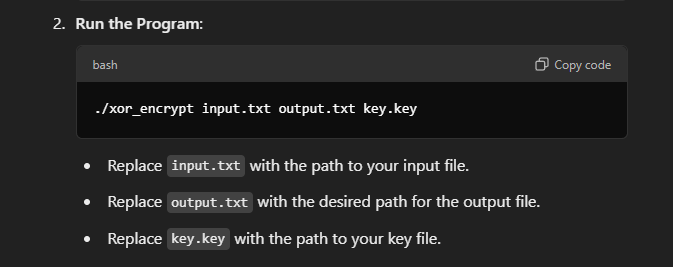 2. Run the Program:
bash Copy code
./xor_encrypt input.txt output.txt key.key
• Replace input.txt with the path to your input file.
• Replace output.txt with the desired path for the output file.
• Replace key.key with the path to your key file.